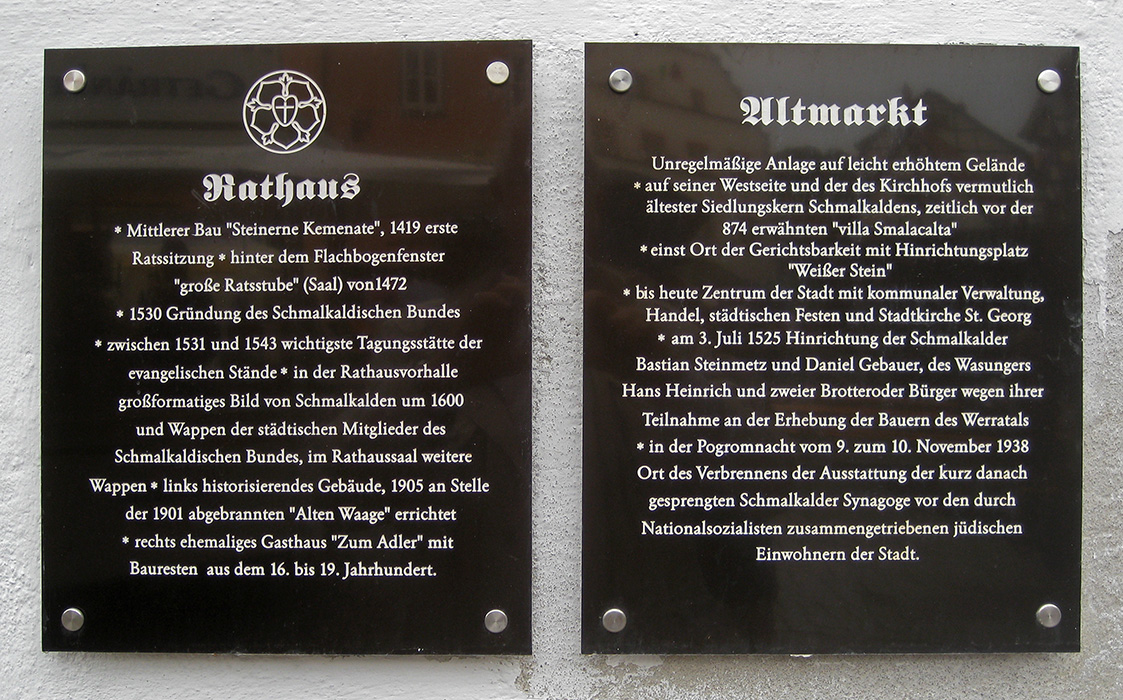 Rathaus
* Mittlerer Bau "Steinerne Kemenate", 1419 erste
Ratssitzung * hinter dem Flachbogenfenster
"große Ratsstube" (Saal) von1472
* 1530 Gründung des Schmalkaldischen Bundes
* zwischen 1531 und 1543 wichtigste Tagungsstätte der
evangelischen Stände * in der Rathausvorhalle
großformatiges Bild von Schmalkalden um 1600
und Wappen der städtischen Mitglieder des
Schmalkaldischen Bundes, im Rathaussaal weitere
Wappen * links historisierendes Gebäude, 1905 an Stelle
der 1901 abgebrannten "Alten Waage" errichtet
* rechts ehemaliges Gasthaus "Zum Adler" mit
Bauresten aus dem 16. bis 19. Jahrhundert.
Altmarkt
Unregelmäßige Anlage auf leicht erhöhtem Gelände
* auf seiner Westseite und der des Kirchhofs vermutlich
ältester Siedlungskern Schmalkaldens, zeitlich vor der
874 erwähnten "villa Smalacalta"
* einst Ort der Gerichtsbarkeit mit Hinrichtungsplatz
"Weißer Stein"
* bis heute Zentrum der Stadt mit kommunaler Verwaltung,
Handel, städtischen Festen und Stadtkirche St. Georg
* am 3. Juli 1525 Hinrichtung der Schmalkalder
Bastian Steinmetz und Daniel Gebauer, des Wasungers
Hans Heinrich und zweier Brotteroder Bürger wegen ihrer
Teilnahme an der Erhebung der Bauern des Werratals
* in der Pogromnacht vom 9. zum 10. November 1938
Ort des Verbrennens der Ausstattung der kurz danach
gesprengten Schmalkalder Synagoge vor den durch
Nationalsozialisten zusammengetriebenen jüdischen
Einwohnern der Stadt.